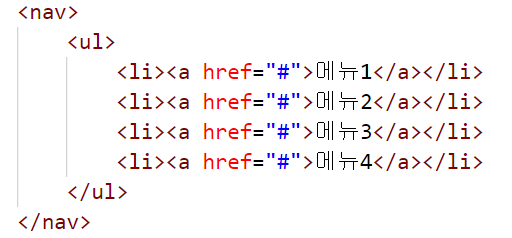 <nav>
<ul>
<li><a href="#">메뉴1</a></li>
<li><a href="#">메뉴2</a></li>
<li><a href="#">메뉴3</a></li>
<li><a href="#">메뉴4</a></li>
</ul>
</nav>